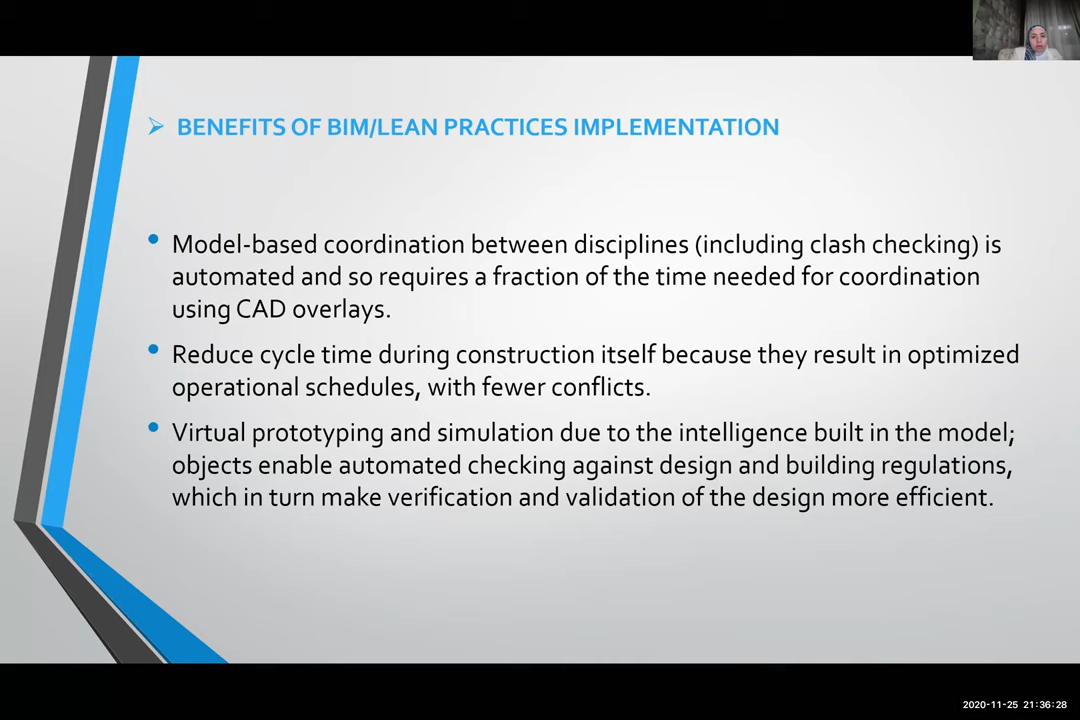 BENEFITS OF BIM/LEAN PRACTICES IMPLEMENTATION
Model-based coordination between disciplines (including clash checking) is
automated and so requires a fraction of the time needed for coordination
using CAD overlays.
Reduce cycle time during construction itself because they result in optimized
operational schedules, with fewer conflicts.
Virtual prototyping and simulation due to the intelligence built in the model;
objects enable automated checking against design and building regulations,
which in turn make verification and validation of the design more efficient.
2020-11-25 21:36:28